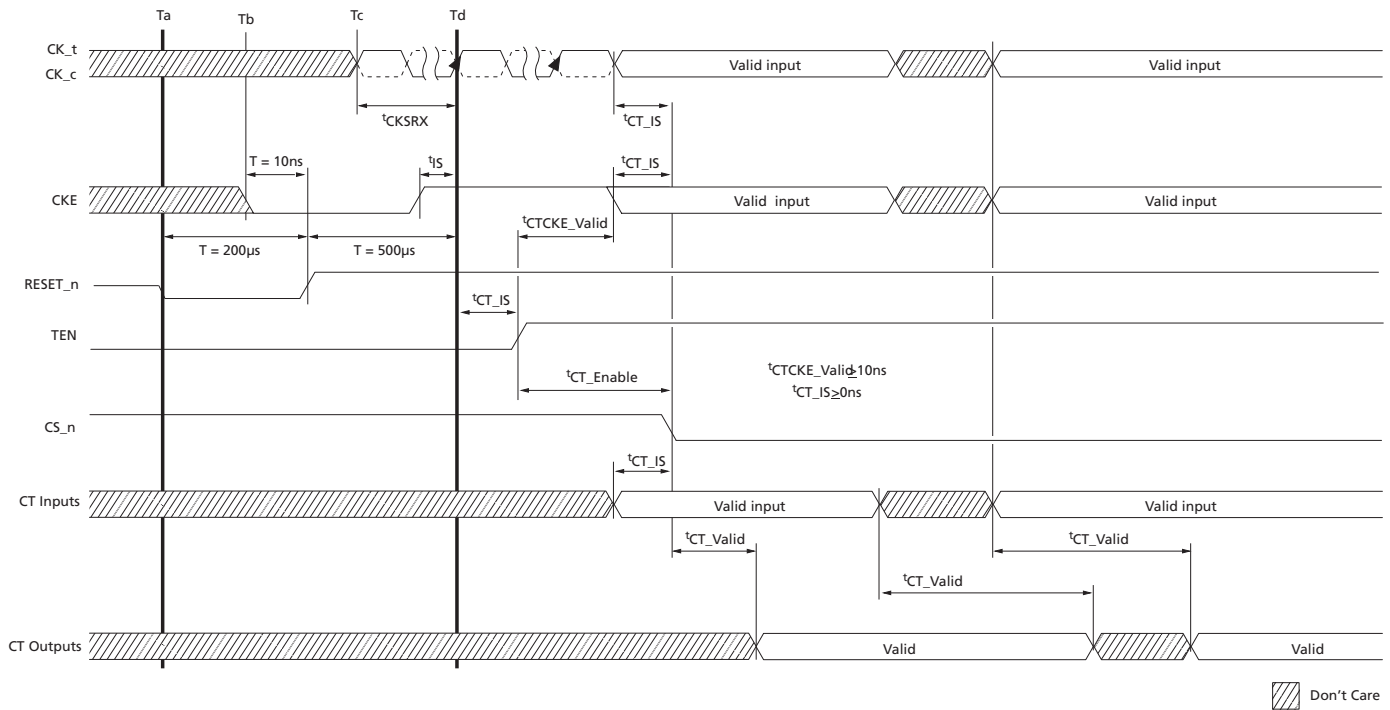 Ta
Tb
Tc
Td
CK_t
CK_c
Valid input
Valid input
tCKSRX
tCT_IS
T = 10ns
tIS
tCT_IS
CKE
Valid input
Valid input
tCTCKE_Valid
T = 200µs
T = 500µs
RESET_n
tCT_IS
TEN
tCT_Enable
tCTCKE_Valid≥10ns
tCT_IS≥0ns
CS_n
tCT_IS
CT Inputs
Valid input
Valid input
tCT_Valid
tCT_Valid
tCT_Valid
CT Outputs
Valid
Valid
Don't Care